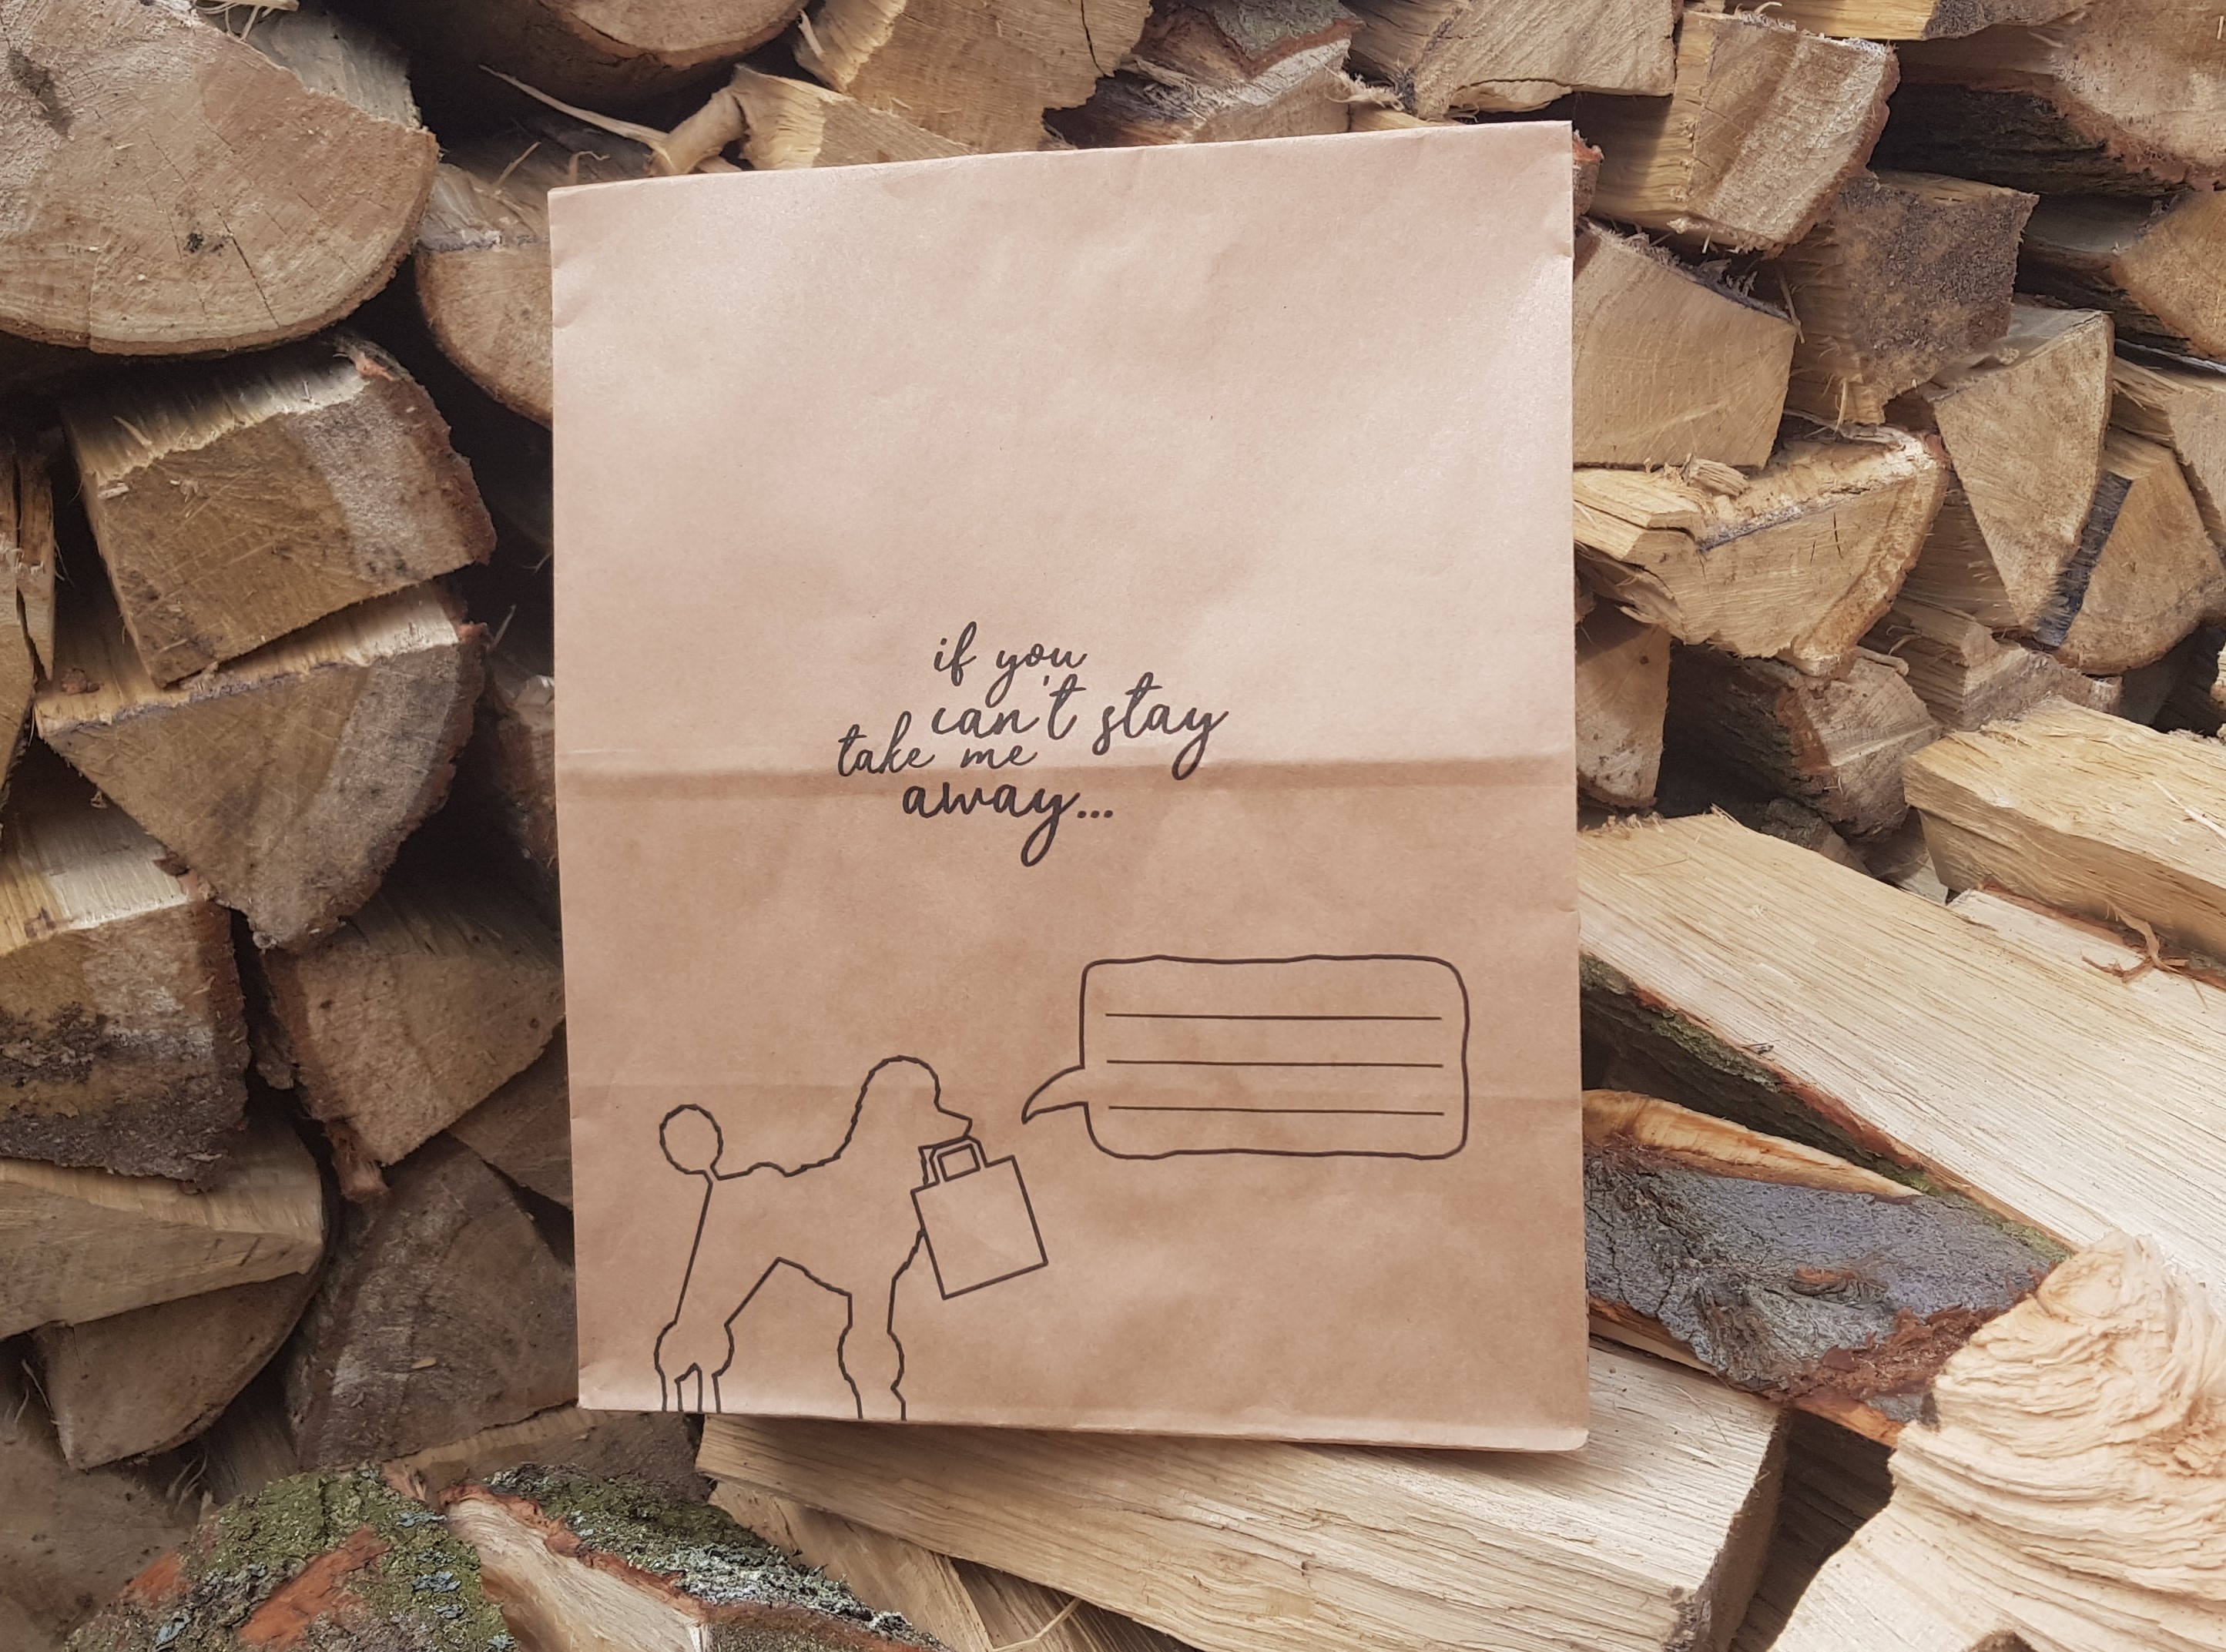 if you
can't stay
take me
away...